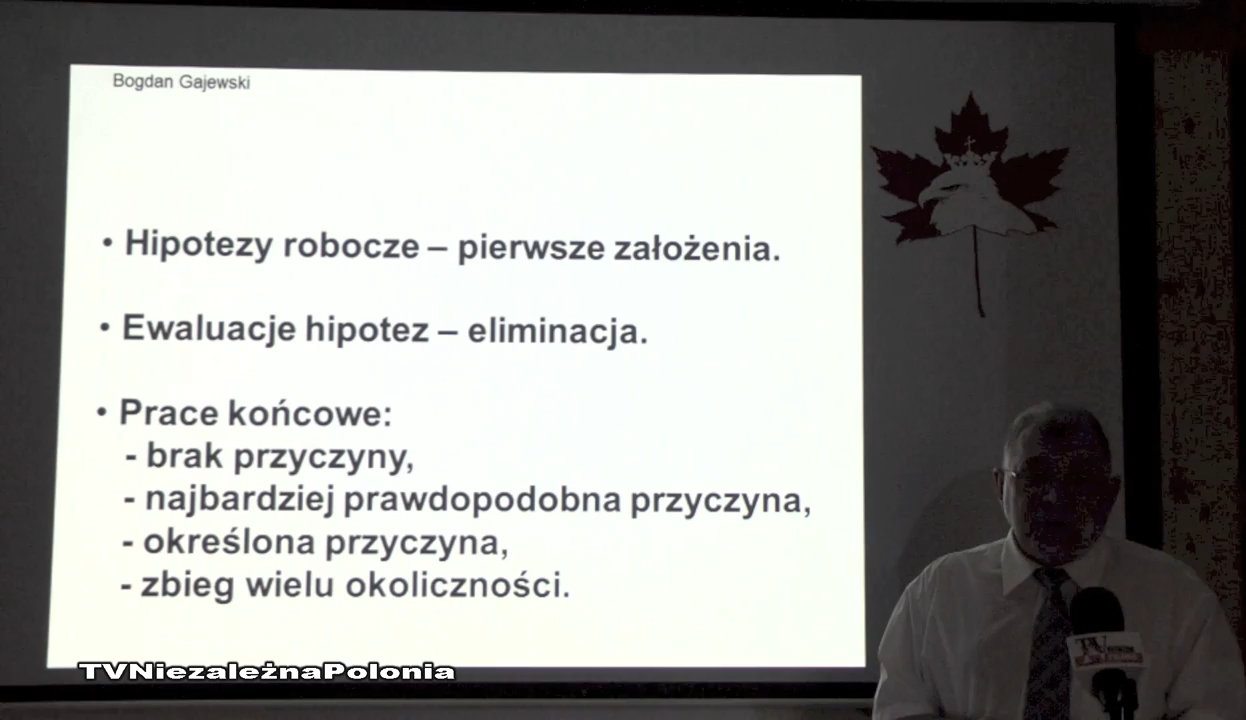 Bogdan Gajewski
• Hipotezy robocze – pierwsze założenia.
• Ewaluacje hipotez – eliminacja.
• Prace końcowe:
- brak przyczyny,
- najbardziej prawdopodobna przyczyna,
- określona przyczyna,
- zbieg wielu okoliczności.
TVNiezależnaPolonia
TV